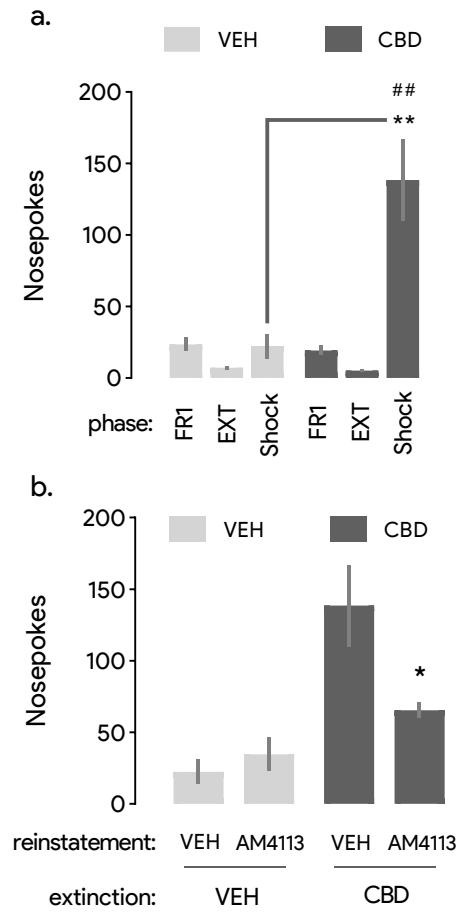 a.
VEH CBD
##
**
200
150
100
50
0
Nosepokes
phase: FR1 EXT Shock FR1 EXT Shock
b.
VEH CBD
*
200
150
100
50
0
Nosepokes
reinstatement: VEH AM4113 VEH AM4113
extinction: VEH CBD